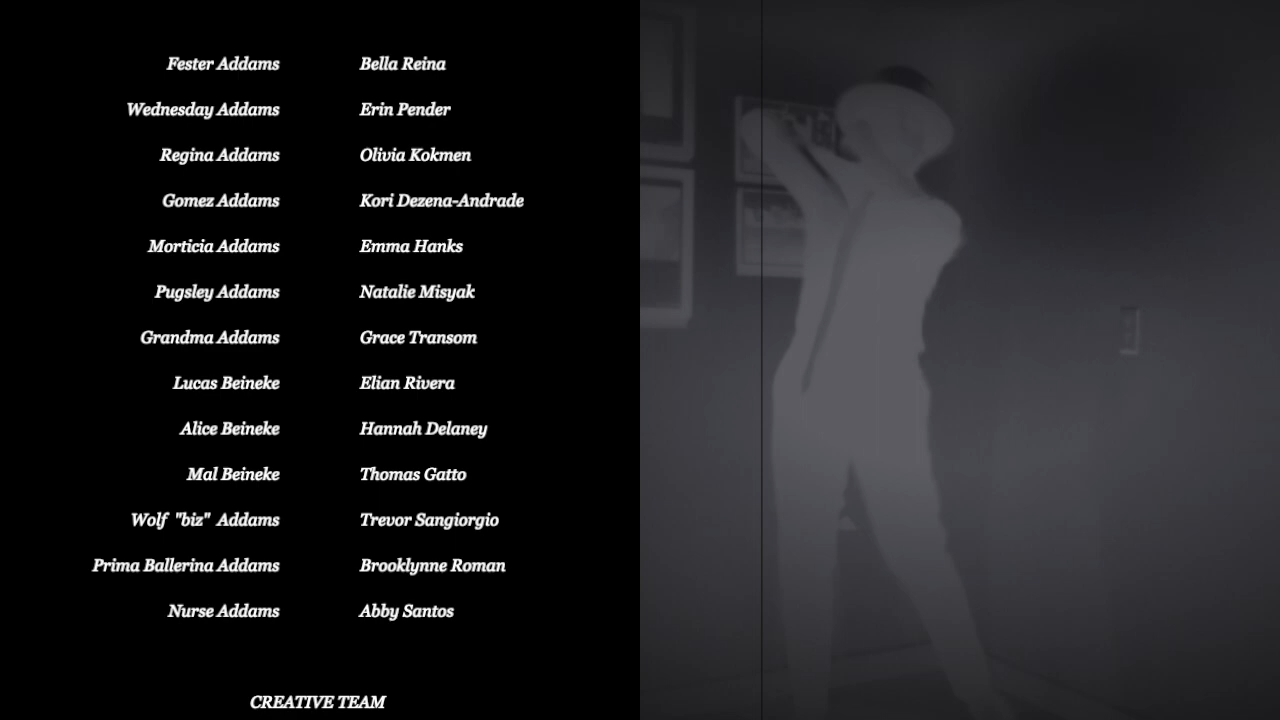 Fester Addams Bella Reina
Wednesday Addams Erin Pender
Regina Addams Olivia Kokmen
Gomez Addams Kori Dezena-Andrade
Morticia Addams Emma Hanks
Pugsley Addams Natalie Misyak
Grandma Addams Grace Transom
Lucas Beineke Elian Rivera
Alice Beineke Hannah Delaney
Mal Beineke Thomas Gatto
Wolf "biz" Addams Trevor Sangiorgio
Prima Ballerina Addams Brooklynne Roman
Nurse Addams Abby Santos
CREATIVE TEAM